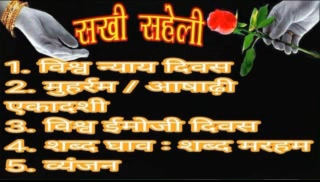 सखी सहेली
1. विश्व न्याय दिवस
2. मुहर्रम / आषाढ़ी
एकादशी
3. विश्व ईमोजी दिवस
4. शब्द घाव : शब्द मरहम
5. व्यंजन